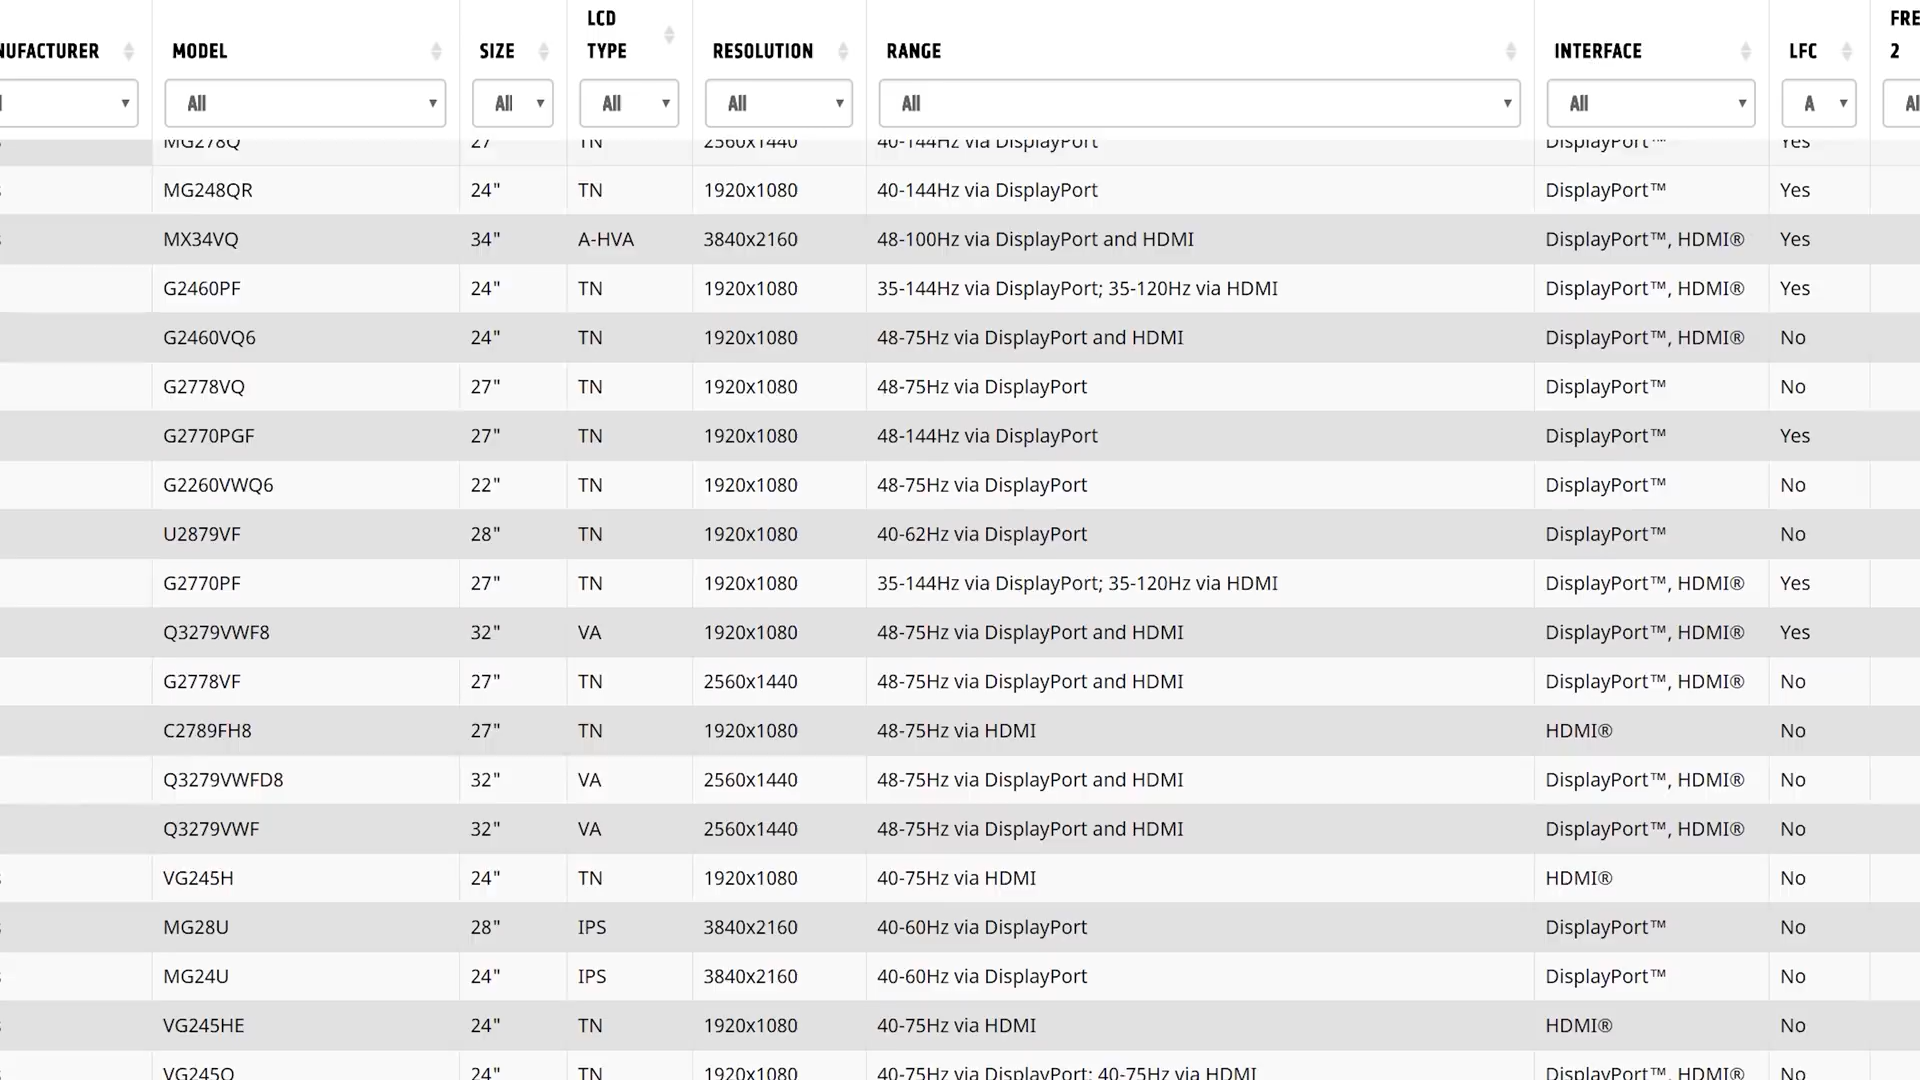 NUFACTURER MODEL SIZE LCD TYPE RESOLUTION RANGE INTERFACE LFC FRE 2
All All All All All All A Al
MG278Q 27" TN 2560x1440 40-144Hz via DisplayPort DisplayPort™ Yes
MG248QR 24" TN 1920x1080 40-144Hz via DisplayPort DisplayPort™ Yes
MX34VQ 34" A-HVA 3840x2160 48-100Hz via DisplayPort and HDMI DisplayPort™, HDMI® Yes
G2460PF 24" TN 1920x1080 35-144Hz via DisplayPort; 35-120Hz via HDMI DisplayPort™, HDMI® Yes
G2460VQ6 24" TN 1920x1080 48-75Hz via DisplayPort and HDMI DisplayPort™, HDMI® No
G2778VQ 27" TN 1920x1080 48-75Hz via DisplayPort DisplayPort™ No
G2770PGF 27" TN 1920x1080 48-144Hz via DisplayPort DisplayPort™ Yes
G2260VWQ6 22" TN 1920x1080 48-75Hz via DisplayPort DisplayPort™ No
U2879VF 28" TN 1920x1080 40-62Hz via DisplayPort DisplayPort™ No
G2770PF 27" TN 1920x1080 35-144Hz via DisplayPort; 35-120Hz via HDMI DisplayPort™, HDMI® Yes
Q3279VWF8 32" VA 1920x1080 48-75Hz via DisplayPort and HDMI DisplayPort™, HDMI® Yes
G2778VF 27" TN 2560x1440 48-75Hz via DisplayPort and HDMI DisplayPort™, HDMI® No
C2789FH8 27" TN 1920x1080 48-75Hz via HDMI HDMI® No
Q3279VWFD8 32" VA 2560x1440 48-75Hz via DisplayPort and HDMI DisplayPort™, HDMI® No
Q3279VWF 32" VA 2560x1440 48-75Hz via DisplayPort and HDMI DisplayPort™, HDMI® No
VG245H 24" TN 1920x1080 40-75Hz via HDMI HDMI® No
MG28U 28" IPS 3840x2160 40-60Hz via DisplayPort DisplayPort™ No
MG24U 24" IPS 3840x2160 40-60Hz via DisplayPort DisplayPort™ No
VG245HE 24" TN 1920x1080 40-75Hz via HDMI HDMI® No
VG245Q 24" TN 1920x1080 40-75Hz via DisplayPort; 40-75Hz via HDMI DisplayPort™, HDMI® No